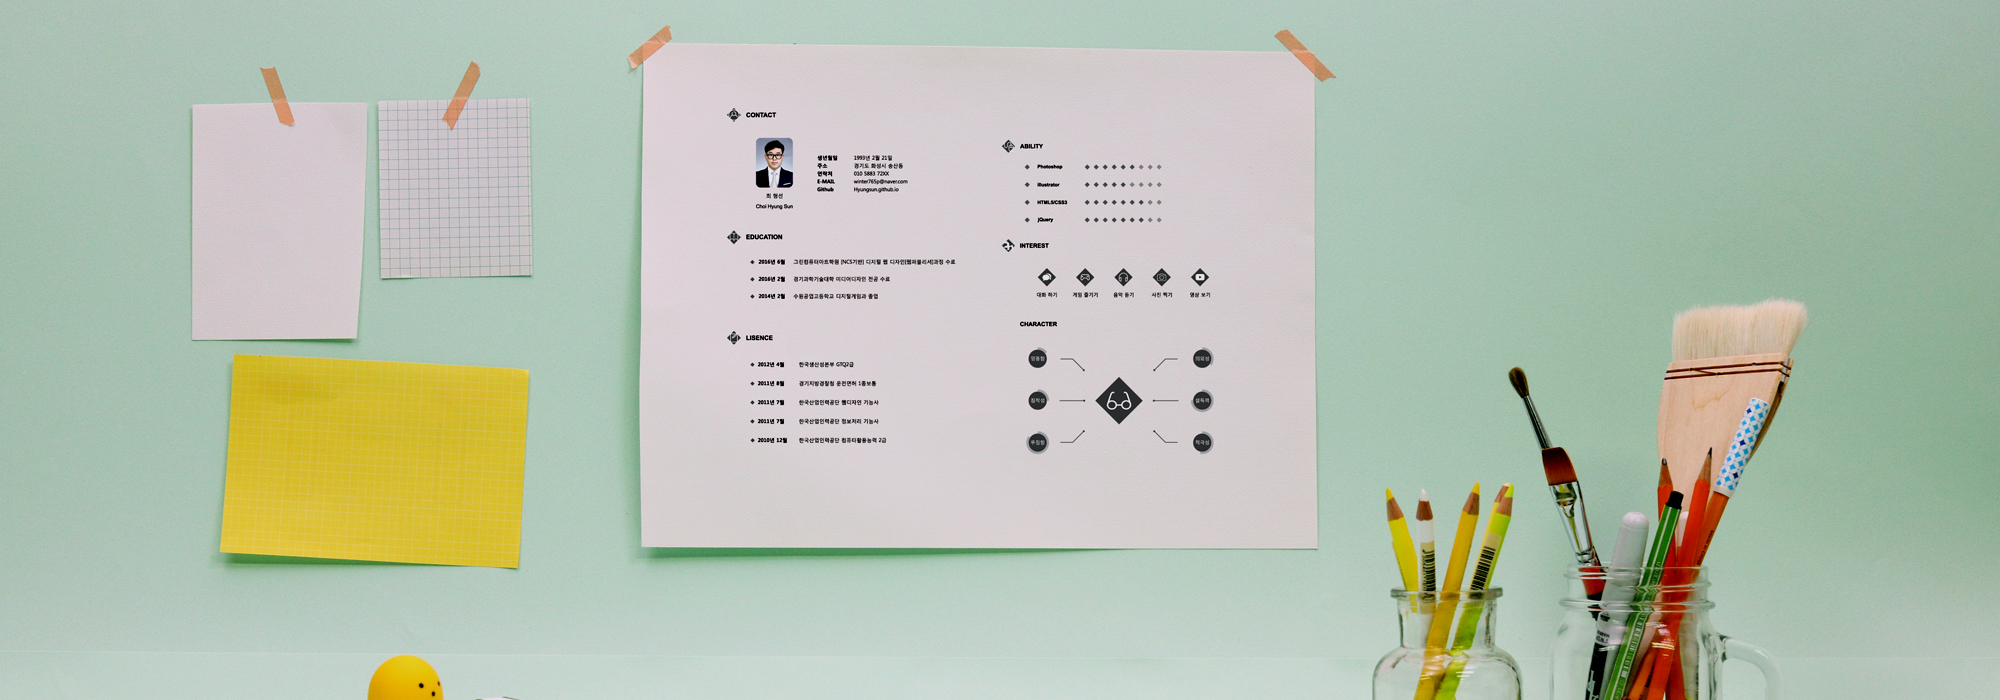 CONTACT
생년월일 1993년 2월 21일
주소 경기도 화성시 송산동
연락처 010 5883 72XX
E-MAIL winter765p@naver.com
Github Hyungsun.github.io
최 형선
Choi Hyung Sun
EDUCATION
2016년 6월 그린컴퓨터아트학원 [NCS기반] 디지털 웹 디자인[웹퍼블리셔]과정 수료
2016년 2월 경기과학기술대학 미디어디자인 전공 수료
2014년 2월 수원공업고등학교 디지털게임과 졸업
LISENCE
2012년 4월 한국생산성본부 GTQ2급
2011년 8월 경기지방경찰청 운전면허 1종보통
2011년 7월 한국산업인력공단 웹디자인 기능사
2011년 7월 한국산업인력공단 정보처리 기능사
2010년 12월 한국산업인력공단 컴퓨터활용능력 2급
ABILITY
Photoshop
Illustrator
HTML5/CSS3
jQuery
INTEREST
대화 하기 게임 즐기기 음악 듣기 사진 찍기 영상 보기
CHARACTER
침착성 설득력
적극성